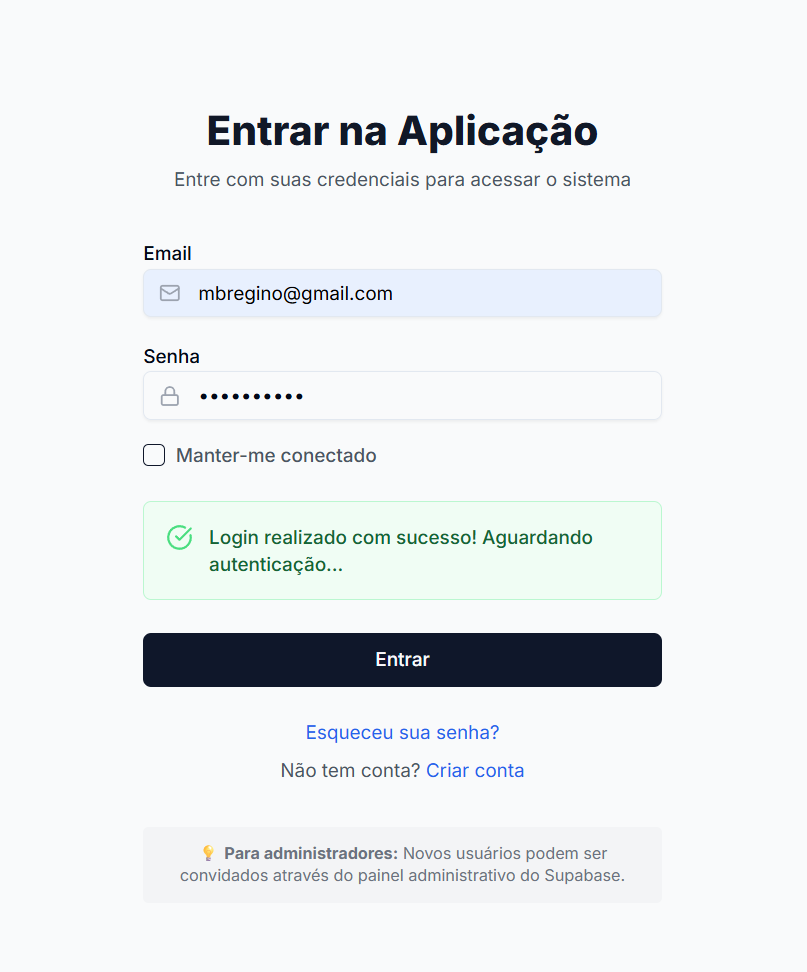 Entrar na Aplicação
Entre com suas credenciais para acessar o sistema
Email
mbregino@gmail.com
Senha
••••••••••
Manter-me conectado
Login realizado com sucesso! Aguardando
autenticação...
Entrar
Esqueceu sua senha?
Não tem conta? Criar conta
💡 Para administradores: Novos usuários podem ser
convidados através do painel administrativo do Supabase.